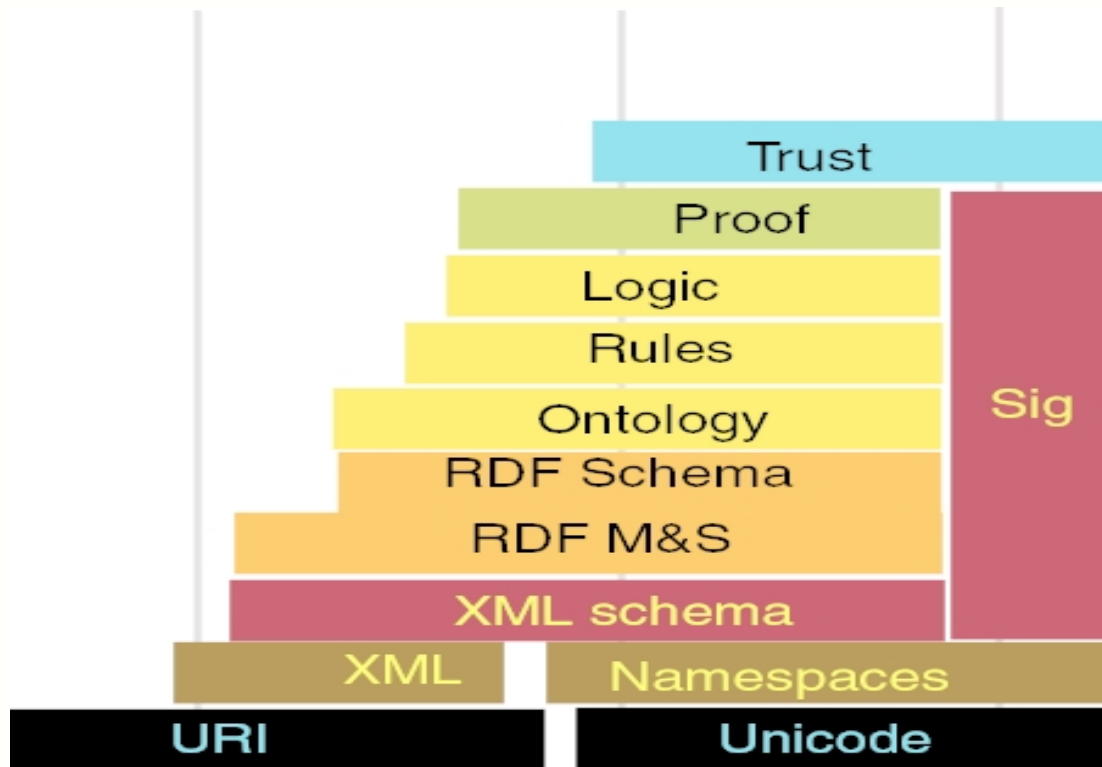 Trust
Proof
Logic
Rules
Sig
Ontology
RDF Schema
RDF M&S
XML schema
XML
Namespaces
URI
Unicode